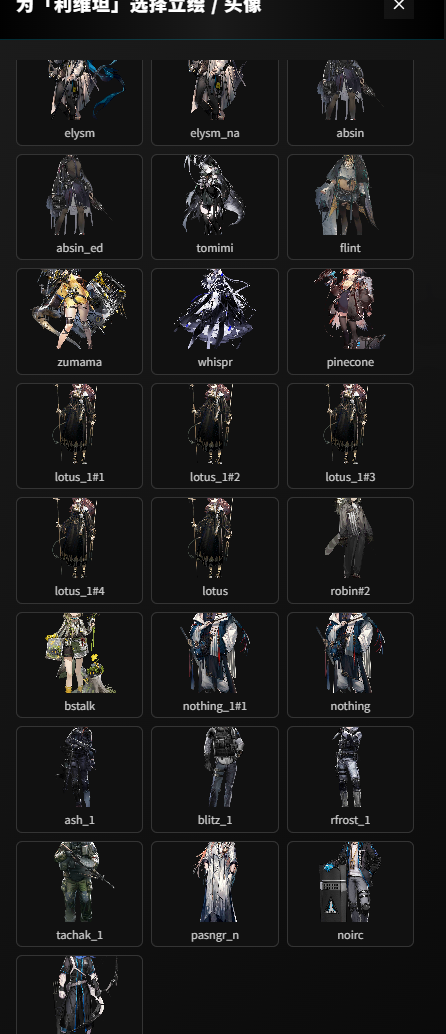 为「利维坦」选择立绘 / 头像
elysm
elysm_na
absin
absin_ed
tomimi
flint
zumama
whispr
pinecone
lotus_1#1
lotus_1#2
lotus_1#3
lotus_1#4
lotus
robin#2
bstalk
nothing_1#1
nothing
ash_1
blitz_1
rfrost_1
tachak_1
pasngr_n
noirc